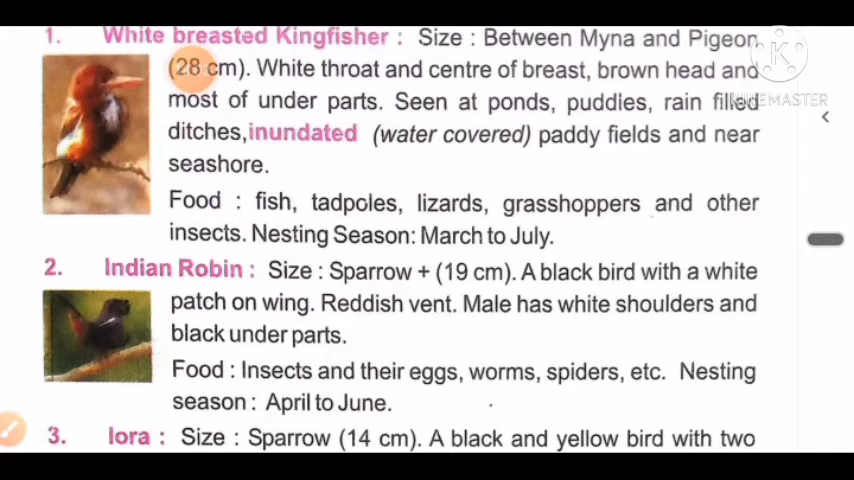 1. White breasted Kingfisher : Size : Between Myna and Pigeon
(28 cm). White throat and centre of breast, brown head and
most of under parts. Seen at ponds, puddles, rain filled
ditches, inundated (water covered) paddy fields and near
seashore.
Food : fish, tadpoles, lizards, grasshoppers and other
insects. Nesting Season: March to July.
2. Indian Robin : Size : Sparrow + (19 cm). A black bird with a white
patch on wing. Reddish vent. Male has white shoulders and
black under parts.
Food : Insects and their eggs, worms, spiders, etc. Nesting
season : April to June.
3. Iora : Size : Sparrow (14 cm). A black and yellow bird with two
K
KINEMASTER